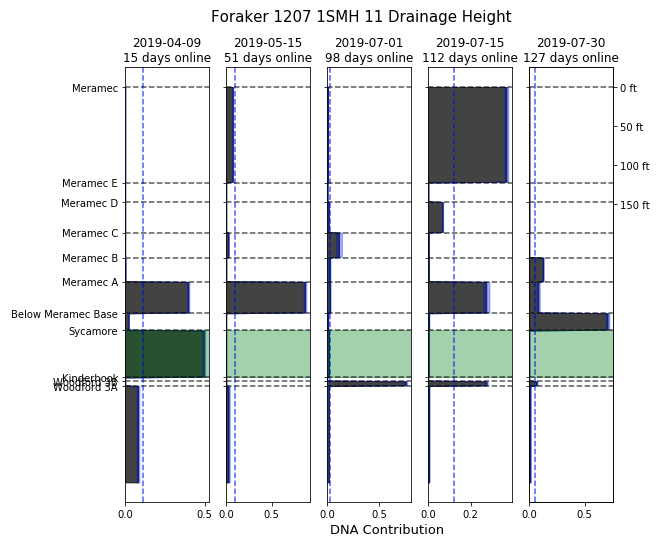 Foraker 1207 1SMH 11 Drainage Height
2019-04-09
15 days online
2019-05-15
51 days online
2019-07-01
98 days online
2019-07-15
112 days online
2019-07-30
127 days online
Meramec
Meramec E
Meramec D
Meramec C
Meramec B
Meramec A
Below Meramec Base
Sycamore
Kinderhook
Woodford 3B
Woodford 3A
0 ft
50 ft
100 ft
150 ft
0.0 0.5
0.0 0.5
0.0 0.5
0.0 0.2
0.0 0.5
DNA Contribution